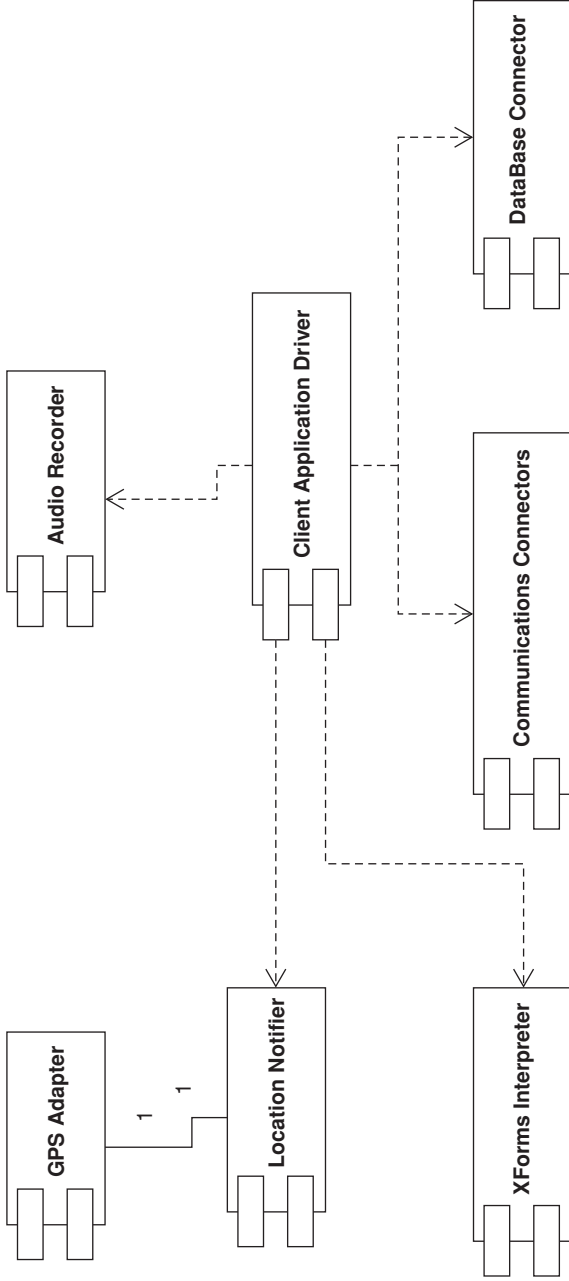 GPS Adapter
Audio Recorder
1
1
Location Notifier
Client Application Driver
XForms Interpreter
Communications Connectors
DataBase Connector